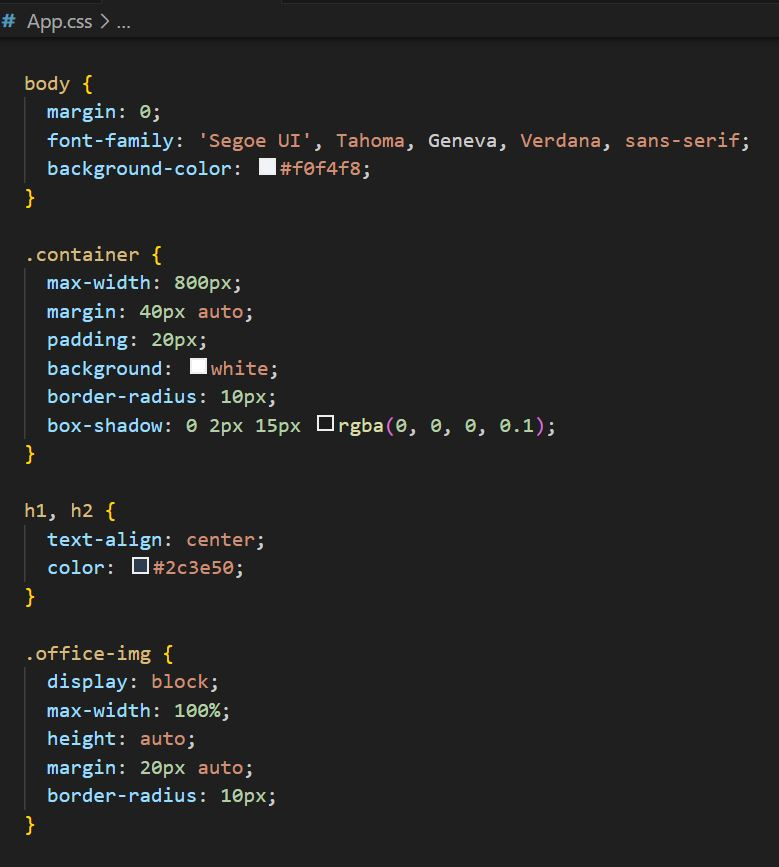 # App.css > ...
body {
  margin: 0;
  font-family: 'Segoe UI', Tahoma, Geneva, Verdana, sans-serif;
  background-color: #f0f4f8;
}
.container {
  max-width: 800px;
  margin: 40px auto;
  padding: 20px;
  background: white;
  border-radius: 10px;
  box-shadow: 0 2px 15px rgba(0, 0, 0, 0.1);
}
h1, h2 {
  text-align: center;
  color: #2c3e50;
}
.office-img {
  display: block;
  max-width: 100%;
  height: auto;
  margin: 20px auto;
  border-radius: 10px;
}